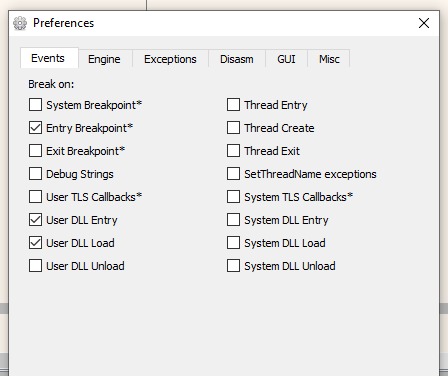 Preferences
Events Engine Exceptions Disasm GUI Misc
Break on:
System Breakpoint* Thread Entry
Entry Breakpoint* Thread Create
Exit Breakpoint* Thread Exit
Debug Strings SetThreadName exceptions
User TLS Callbacks* System TLS Callbacks*
User DLL Entry System DLL Entry
User DLL Load System DLL Load
User DLL Unload System DLL Unload